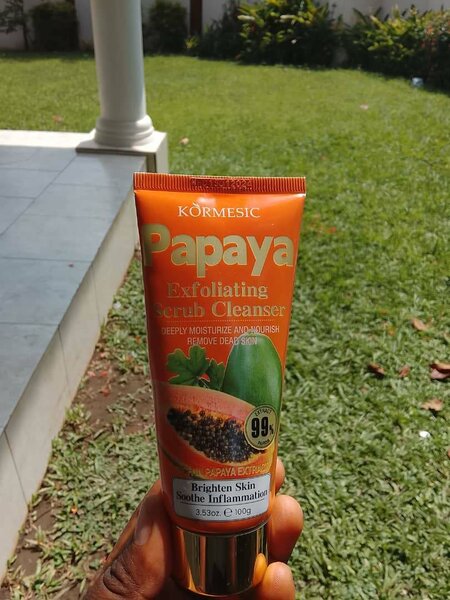 KORMESIC
Papaya
Exfoliating
Scrub Cleanser
DEEPLY MOISTURIZE AND NOURISH
REMOVE DEAD SKIN
EXTRACT
99%
PAPAYA EXTRACT
Brighten Skin
Soothe Inflammation
3.53oz. ℮ 100g